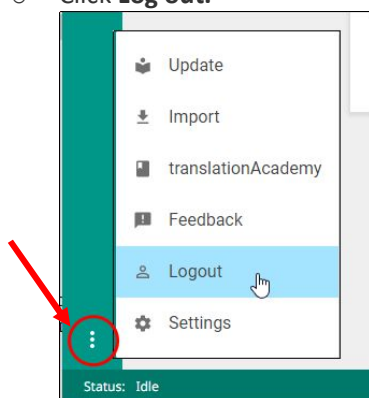 Click Log out.
Update
Import
translationAcademy
Feedback
Logout
Settings
Status: Idle